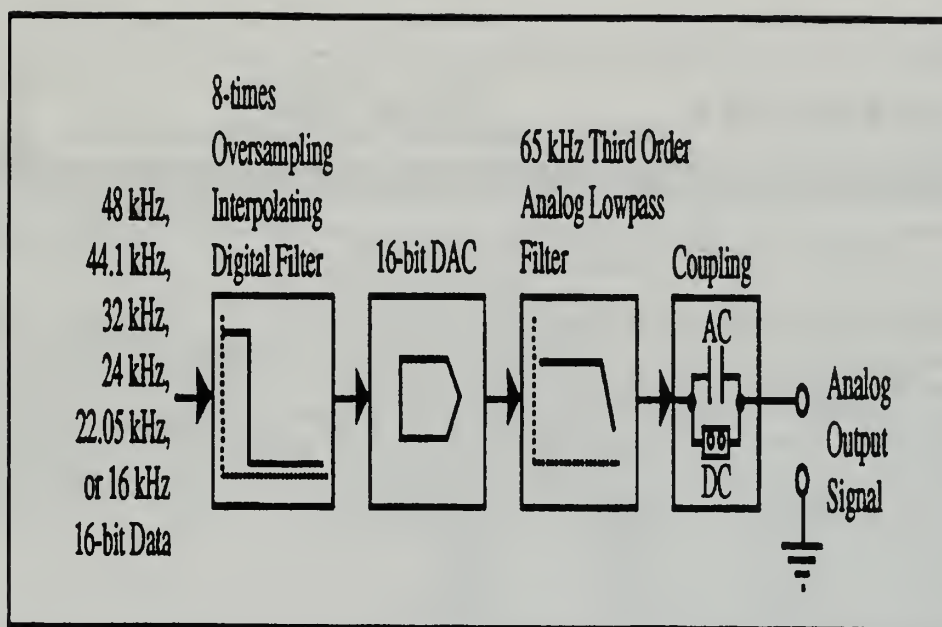 8-times
Oversampling
Interpolating
Digital Filter
48 kHz,
44.1 kHz,
32 kHz,
24 kHz,
22.05 kHz,
or 16 kHz
16-bit Data
16-bit DAC
65 kHz Third Order
Analog Lowpass
Filter
Coupling
AC
DC
Analog
Output
Signal